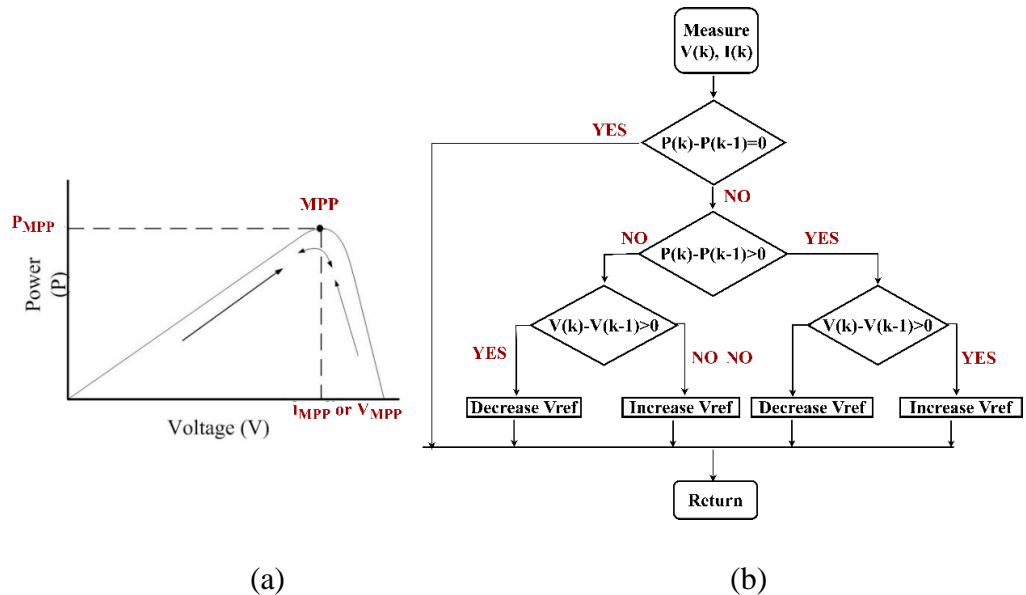 MPP
P_MPP
Power
(P)
I_MPP or V_MPP
Voltage (V)
(a)
Measure
V(k), I(k)
YES
P(k)-P(k-1)=0
NO
NO
P(k)-P(k-1)>0
YES
V(k)-V(k-1)>0
V(k)-V(k-1)>0
YES
NO NO
YES
Decrease Vref
Increase Vref
Decrease Vref
Increase Vref
Return
(b)